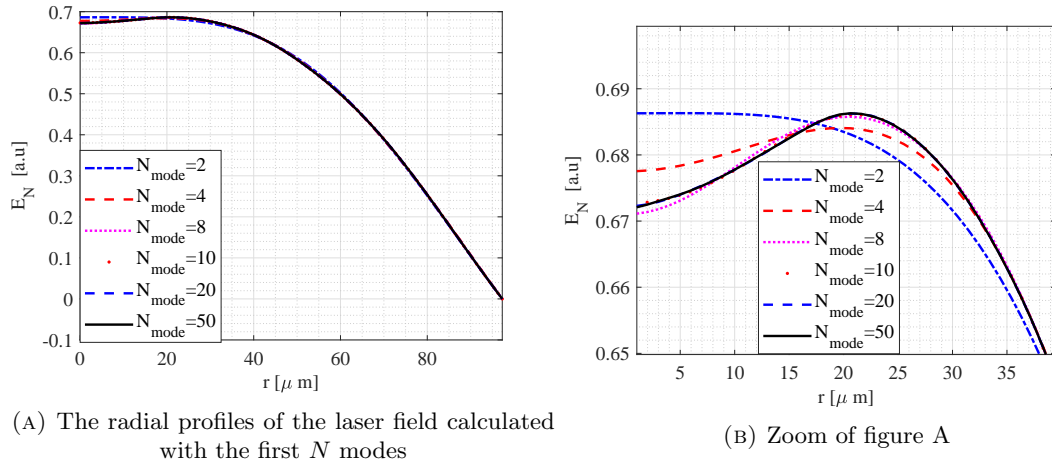 0.7
0.6
0.5
0.4
0.3
0.2
0.1
0
-0.1
E_N [a.u]
N_mode=2
N_mode=4
N_mode=8
N_mode=10
N_mode=20
N_mode=50
0 20 40 60 80
r [μ m]
(A) The radial profiles of the laser field calculated
with the first N modes
0.69
0.68
0.67
0.66
0.65
E_N [a.u]
N_mode=2
N_mode=4
N_mode=8
N_mode=10
N_mode=20
N_mode=50
5 10 15 20 25 30 35
r [μ m]
(B) Zoom of figure A